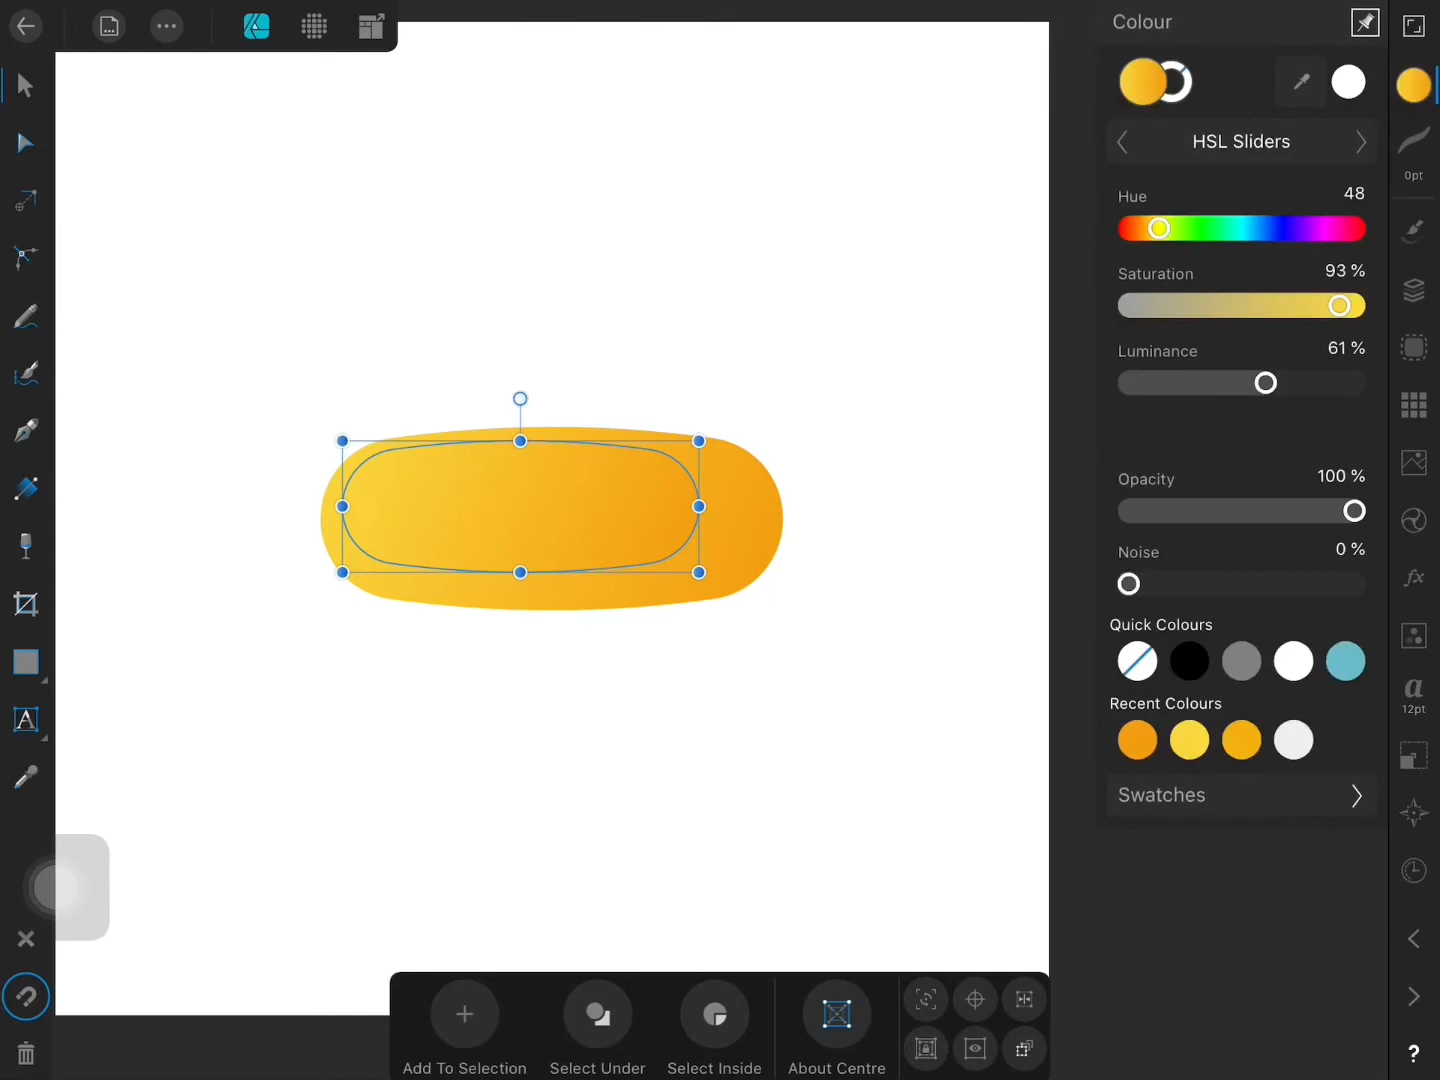 Colour
HSL Sliders
0pt
Hue
48
Saturation
93 %
Luminance
61 %
Opacity
100 %
Noise
0 %
fx
Quick Colours
Recent Colours
a
12pt
A
Swatches
Add To Selection
Select Under
Select Inside
About Centre
?